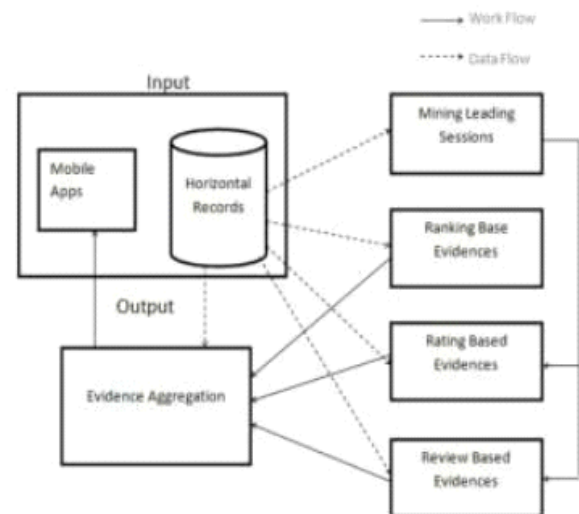 Work Flow
Data Flow
Input
Mobile
Apps
Horizontal
Records
Mining Leading
Sessions
Ranking Base
Evidences
Output
Rating Based
Evidences
Evidence Aggregation
Review Based
Evidences